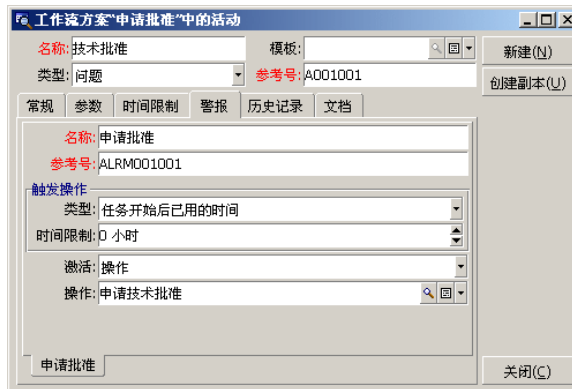 工作流方案“申请批准”中的活动
名称: 技术批准 模板: 新建(N)
类型: 问题 参考号: A001001 创建副本(U)
常规 参数 时间限制 警报 历史记录 文档
名称: 申请批准
参考号: ALRM001001
触发操作
类型: 任务开始后已用的时间
时间限制: 0 小时
激活: 操作
操作: 申请技术批准
申请批准
关闭(C)